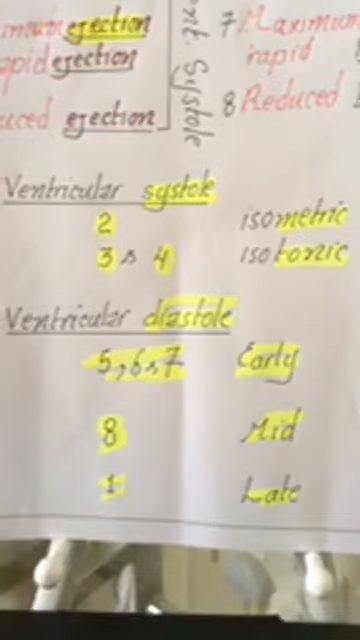 ejection 7 Maximum
ejection rapid
ejection 8 Reduced
Systole
Ventricular systole
2 isometric
3 & 4 isotonic
Ventricular diastole
5,6 & 7 Early
8 Mid
1 Late